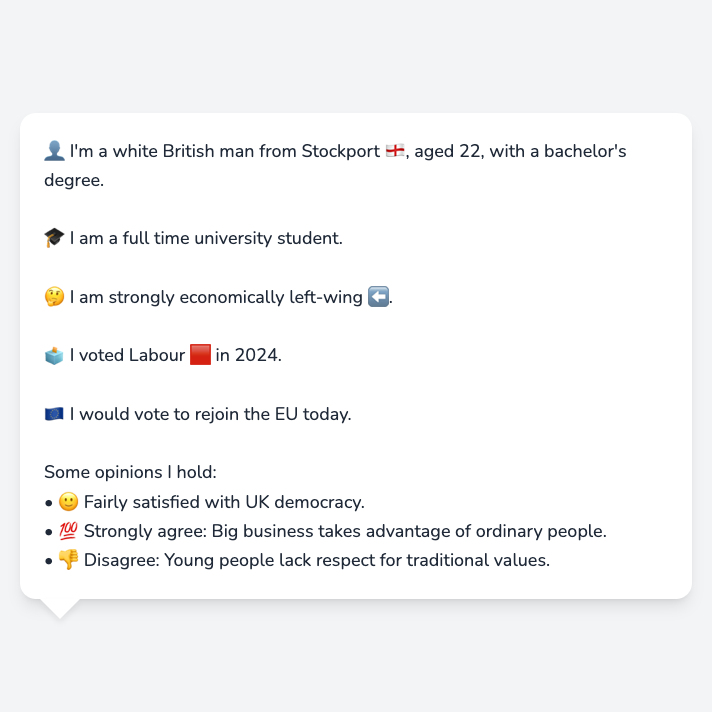 👤 I'm a white British man from Stockport 🏴󠁧󠁢󠁥󠁮󠁧󠁿, aged 22, with a bachelor's
degree.
🎓 I am a full time university student.
🤔 I am strongly economically left-wing ⬅️.
🗳️ I voted Labour 🟥 in 2024.
🇪🇺 I would vote to rejoin the EU today.
Some opinions I hold:
• 🙂 Fairly satisfied with UK democracy.
• 💯 Strongly agree: Big business takes advantage of ordinary people.
• 👎 Disagree: Young people lack respect for traditional values.